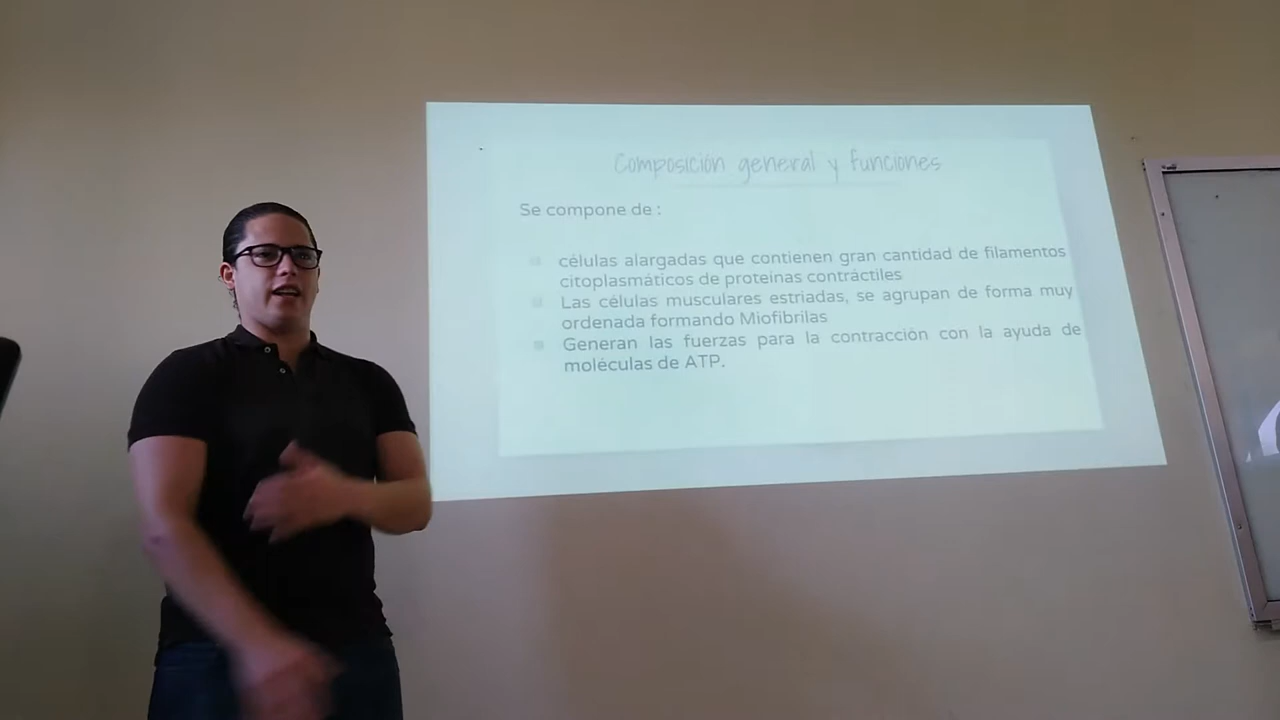 Composición general y funciones
Se compone de :
células alargadas que contienen gran cantidad de filamentos
citoplasmáticos de proteínas contráctiles
Las células musculares estriadas, se agrupan de forma muy
ordenada formando Miofibrilas
Generan las fuerzas para la contracción con la ayuda de
moléculas de ATP.